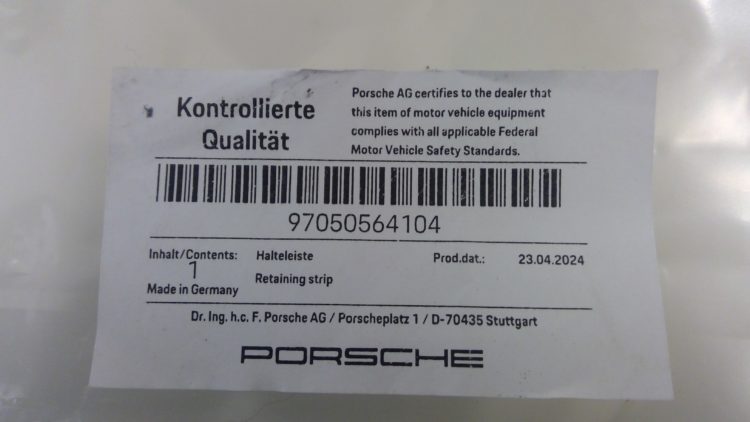 Kontrollierte
Qualität
Porsche AG certifies to the dealer that
this item of motor vehicle equipment
complies with all applicable Federal
Motor Vehicle Safety Standards.
97050564104
Inhalt/Contents: Halteleiste Prod.dat.: 23.04.2024
1 Retaining strip
Made in Germany
Dr. Ing. h.c. F. Porsche AG / Porscheplatz 1 / D-70435 Stuttgart
PORSCHE